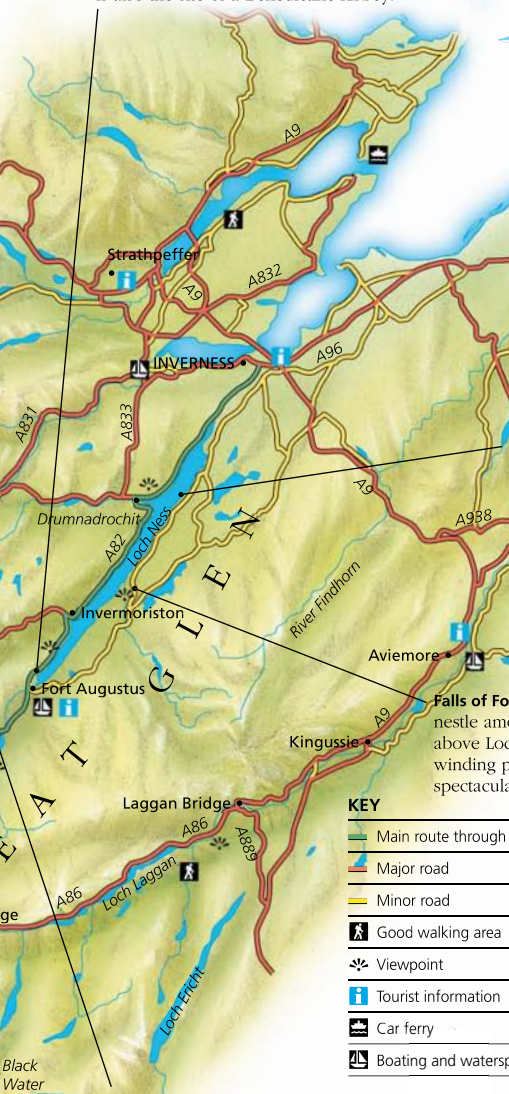 A9
Strathpeffer
A832
A9
INVERNESS
A96
A831
A833
A9
Drumnadrochit
A938
A82
Loch Ness
GLEN
River Findhorn
Invermoriston
Aviemore
Fort Augustus
Falls of Fo
nestle amo
above Loc
winding p
spectacula
A9
Kingussie
EAT
Laggan Bridge
A86
A889
Loch Laggan
A86
ge
Loch Ericht
Black
Water
KEY
Main route through
Major road
Minor road
Good walking area
Viewpoint
Tourist information
Car ferry
Boating and watersp